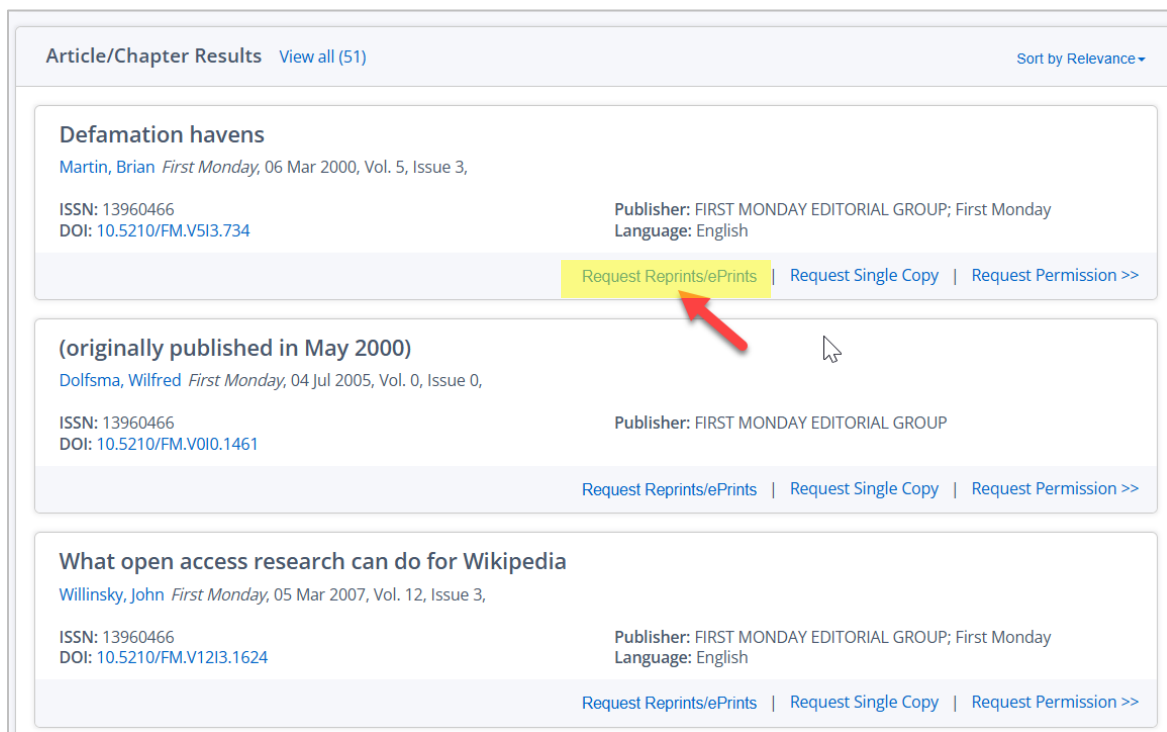 Article/Chapter Results View all (51) Sort by Relevance
Defamation havens
Martin, Brian First Monday, 06 Mar 2000, Vol. 5, Issue 3,
ISSN: 13960466 Publisher: FIRST MONDAY EDITORIAL GROUP; First Monday
DOI: 10.5210/FM.V5I3.734 Language: English
Request Reprints/ePrints | Request Single Copy | Request Permission >>
(originally published in May 2000)
Dolfsma, Wilfred First Monday, 04 Jul 2005, Vol. 0, Issue 0,
ISSN: 13960466 Publisher: FIRST MONDAY EDITORIAL GROUP
DOI: 10.5210/FM.V0I0.1461
Request Reprints/ePrints | Request Single Copy | Request Permission >>
What open access research can do for Wikipedia
Willinsky, John First Monday, 05 Mar 2007, Vol. 12, Issue 3,
ISSN: 13960466 Publisher: FIRST MONDAY EDITORIAL GROUP; First Monday
DOI: 10.5210/FM.V12I3.1624 Language: English
Request Reprints/ePrints | Request Single Copy | Request Permission >>